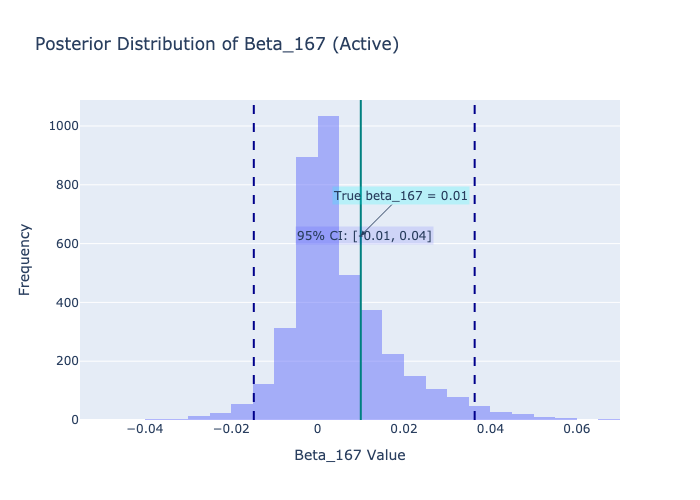 Posterior Distribution of Beta_167 (Active)
1000
800
600
400
200
0
Frequency
True beta_167 = 0.01
95% CI: [-0.01, 0.04]
−0.04
−0.02
0
0.02
0.04
0.06
Beta_167 Value